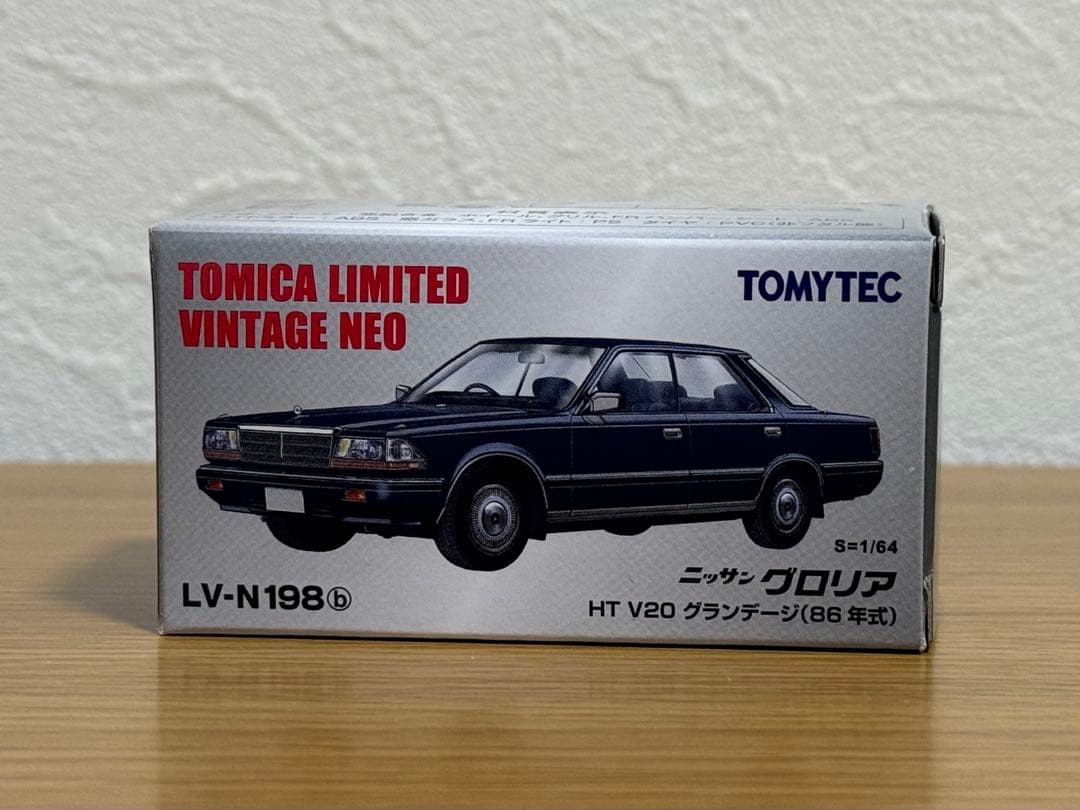 TOMICA LIMITED
VINTAGE NEO
TOMYTEC
S=1/64
LV-N198ⓑ
ニッサン グロリア
HT V20 グランデージ(86年式)